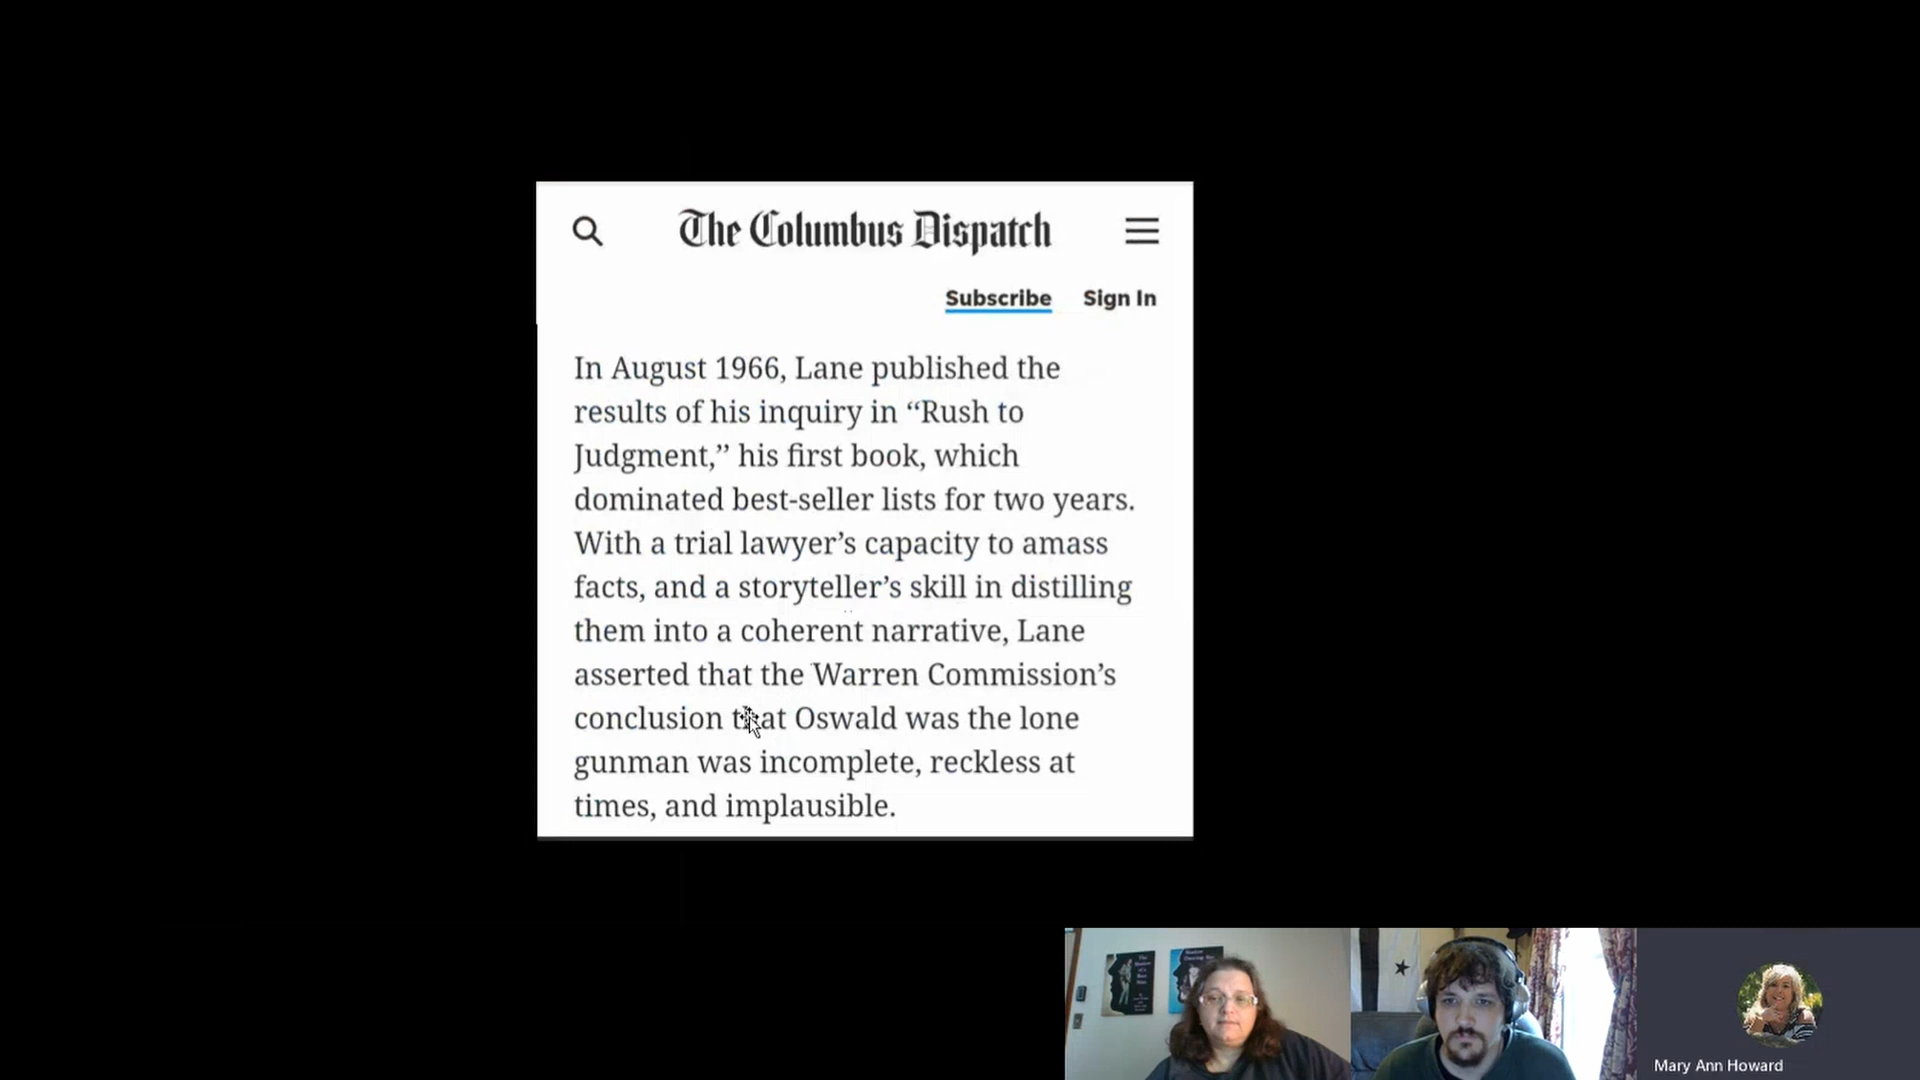 The Columbus Dispatch
Subscribe Sign In
In August 1966, Lane published the
results of his inquiry in “Rush to
Judgment,” his first book, which
dominated best-seller lists for two years.
With a trial lawyer’s capacity to amass
facts, and a storyteller’s skill in distilling
them into a coherent narrative, Lane
asserted that the Warren Commission’s
conclusion that Oswald was the lone
gunman was incomplete, reckless at
times, and implausible.
Mary Ann Howard